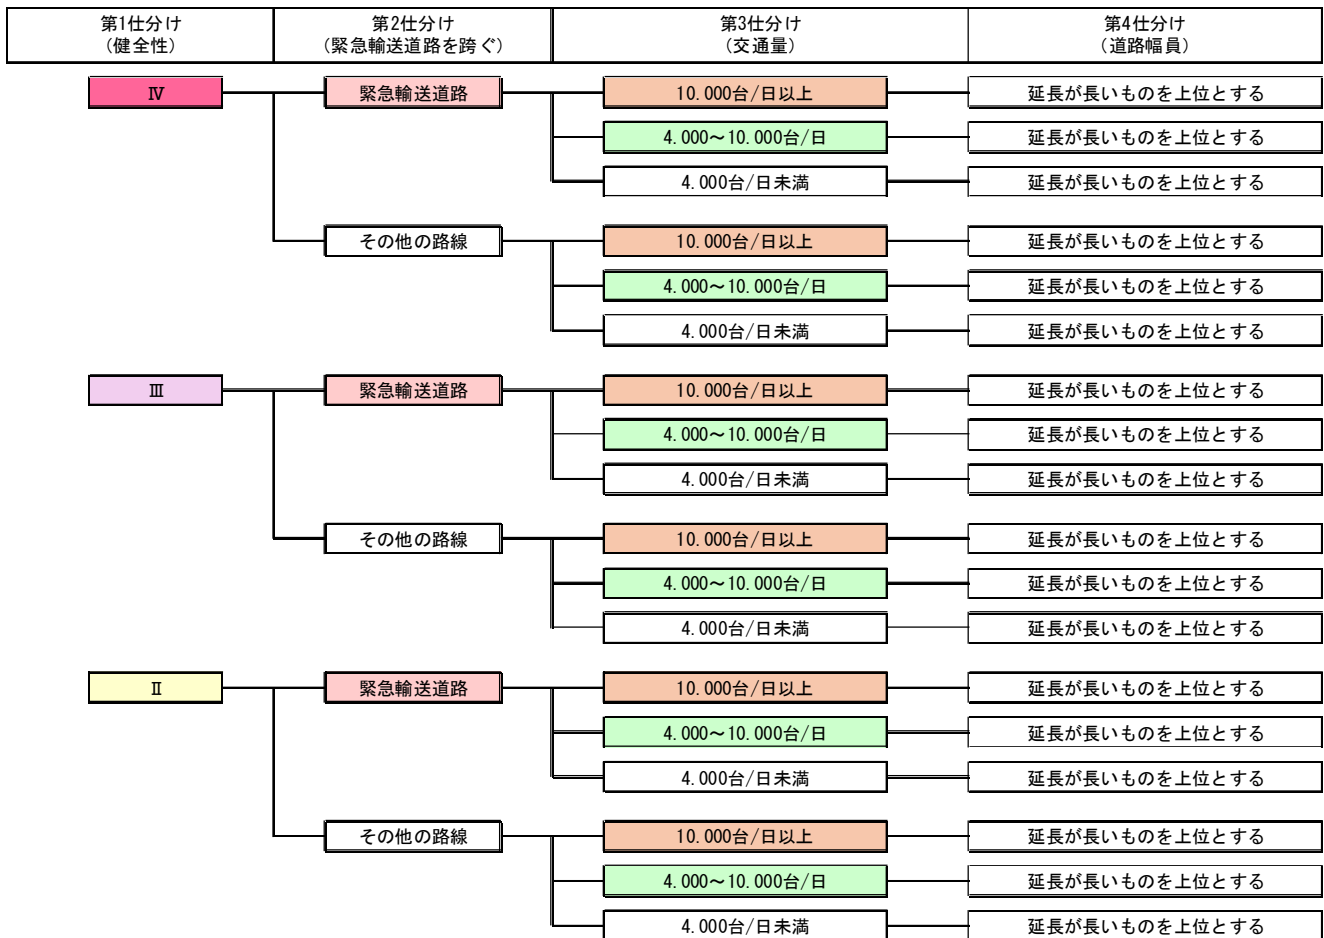 第1仕分け
（健全性）
第2仕分け
（緊急輸送道路を跨ぐ）
第3仕分け
（交通量）
第4仕分け
（道路幅員）
Ⅳ
緊急輸送道路
10.000台/日以上
延長が長いものを上位とする
4.000～10.000台/日
延長が長いものを上位とする
4.000台/日未満
延長が長いものを上位とする
その他の路線
10.000台/日以上
延長が長いものを上位とする
4.000～10.000台/日
延長が長いものを上位とする
4.000台/日未満
延長が長いものを上位とする
Ⅲ
緊急輸送道路
10.000台/日以上
延長が長いものを上位とする
4.000～10.000台/日
延長が長いものを上位とする
4.000台/日未満
延長が長いものを上位とする
その他の路線
10.000台/日以上
延長が長いものを上位とする
4.000～10.000台/日
延長が長いものを上位とする
4.000台/日未満
延長が長いものを上位とする
Ⅱ
緊急輸送道路
10.000台/日以上
延長が長いものを上位とする
4.000～10.000台/日
延長が長いものを上位とする
4.000台/日未満
延長が長いものを上位とする
その他の路線
10.000台/日以上
延長が長いものを上位とする
4.000～10.000台/日
延長が長いものを上位とする
4.000台/日未満
延長が長いものを上位とする